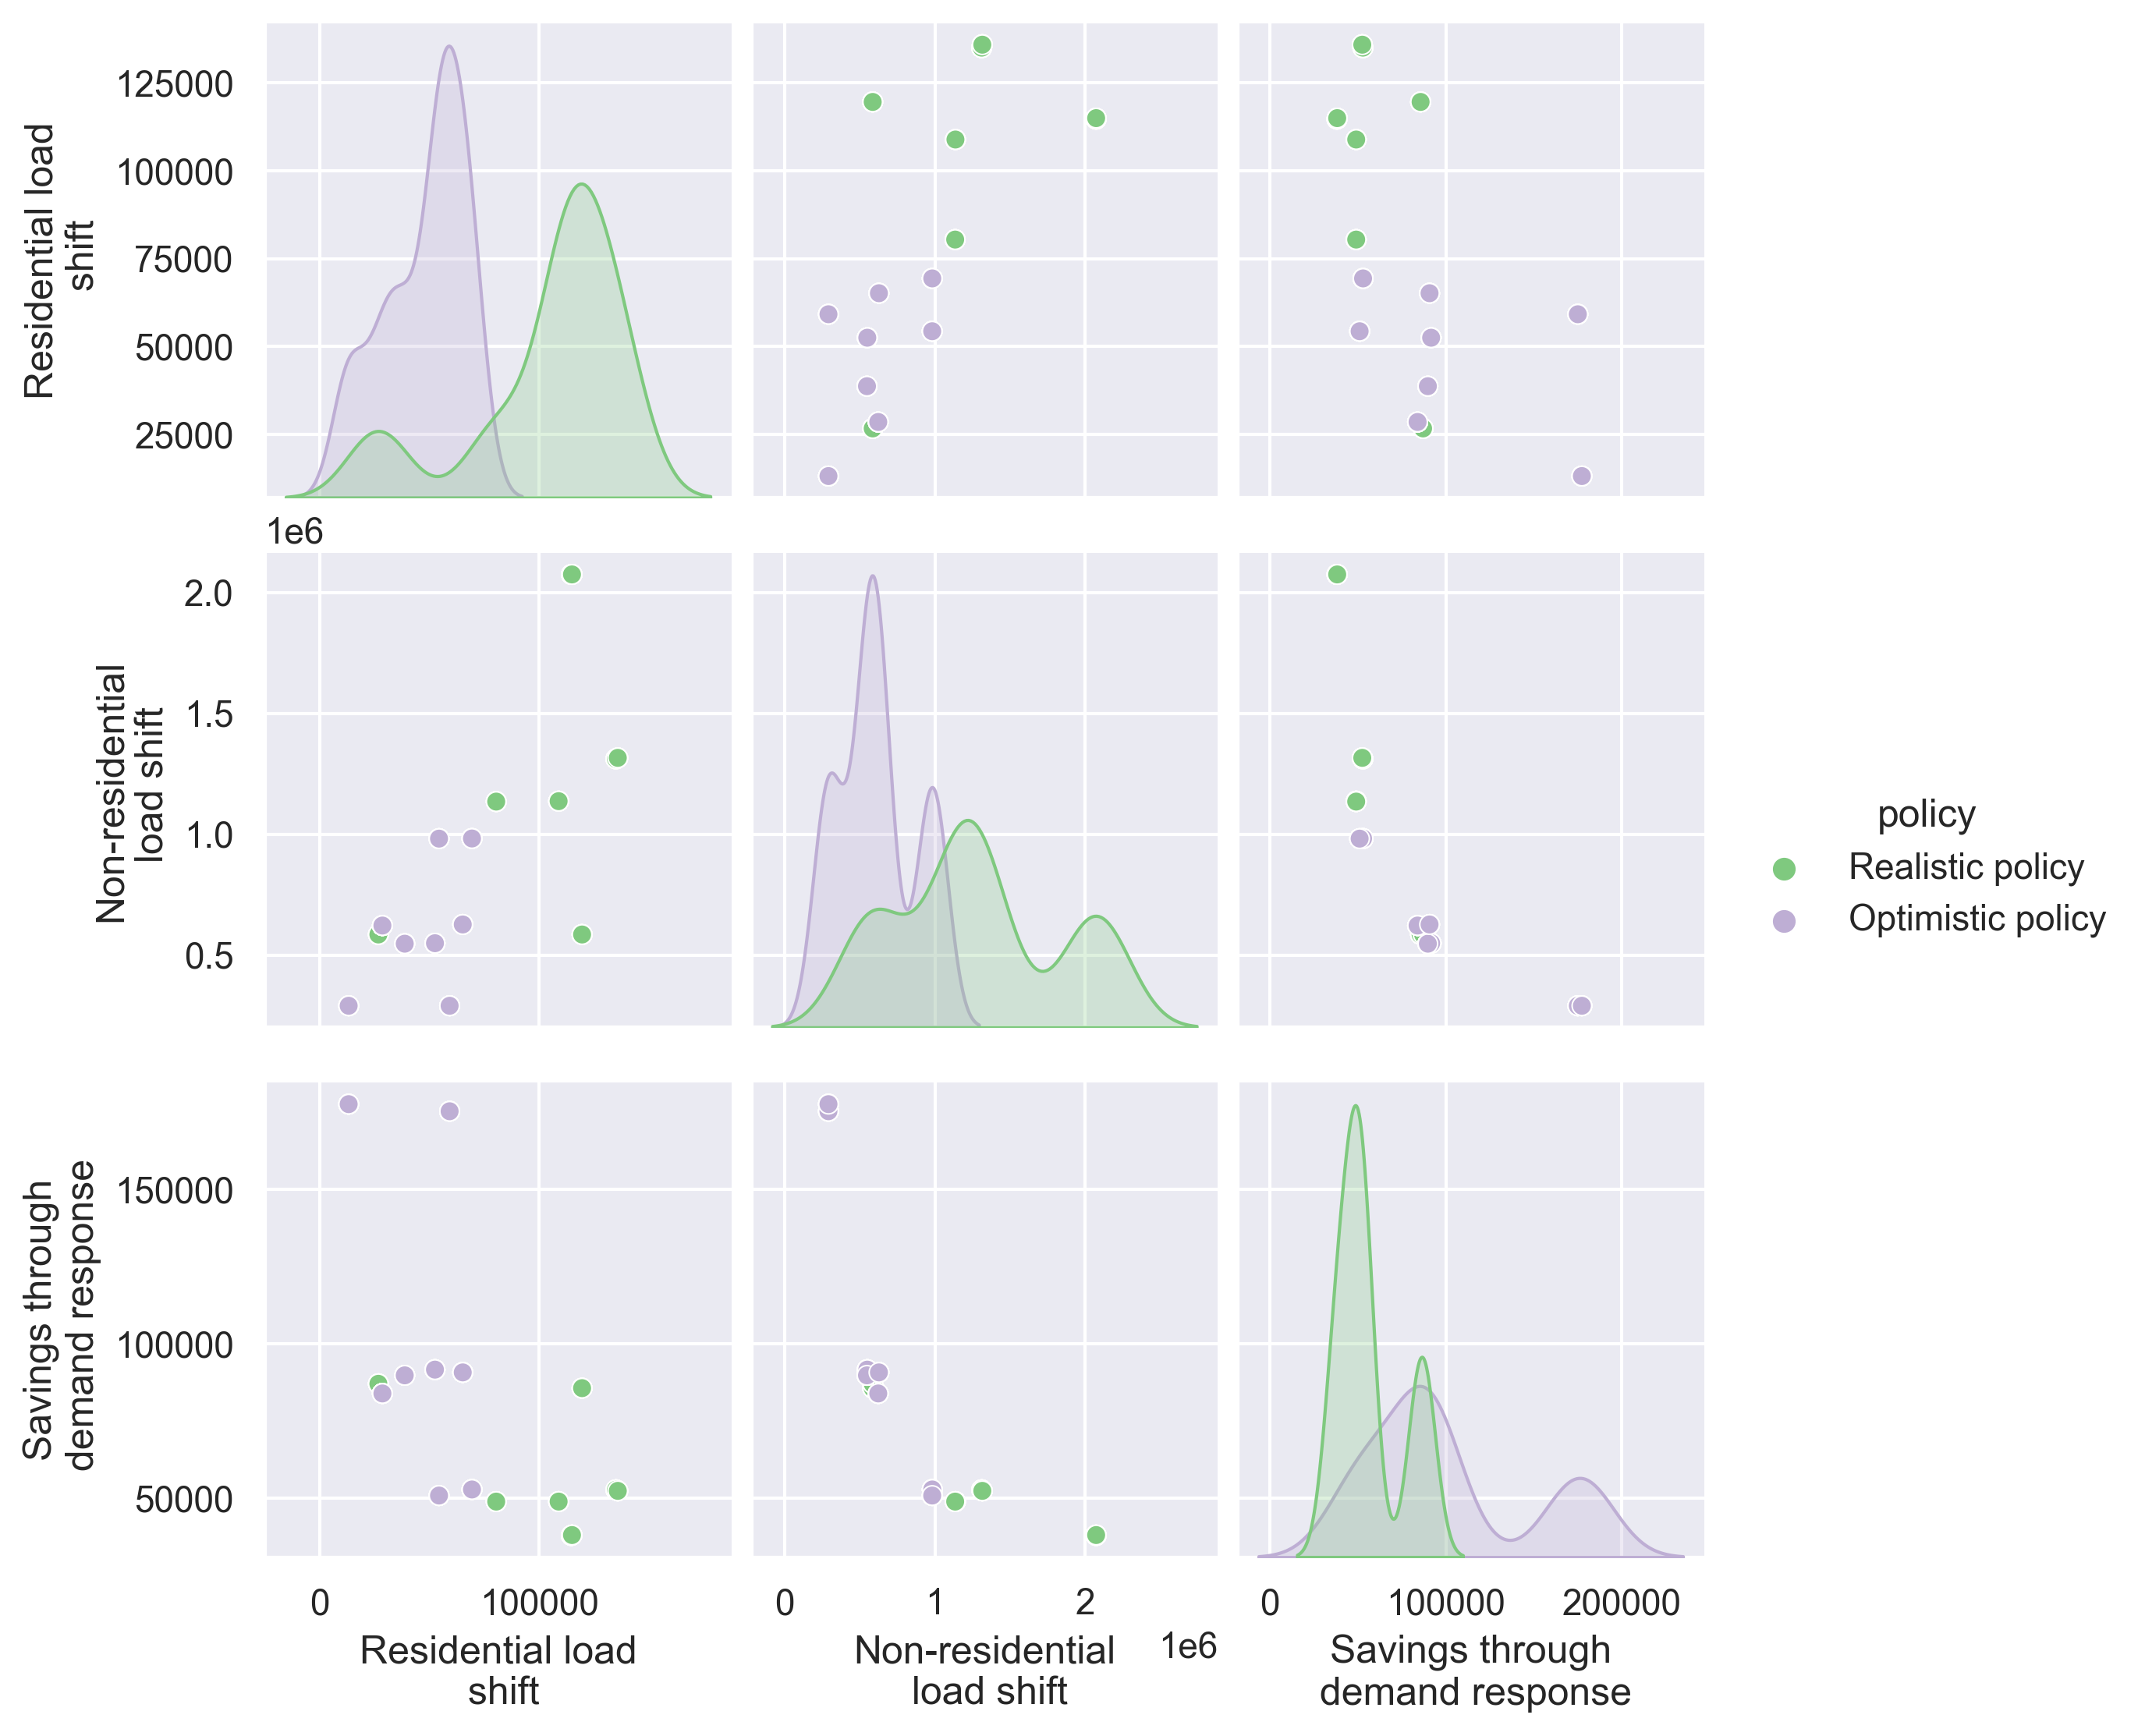 Residential load
shift
125000
100000
75000
50000
25000
1e6
Non-residential
load shift
2.0
1.5
1.0
0.5
policy
Realistic policy
Optimistic policy
Savings through
demand response
150000
100000
50000
0
100000
0
1
2
0
100000
200000
Residential load
shift
Non-residential
load shift
1e6
Savings through
demand response